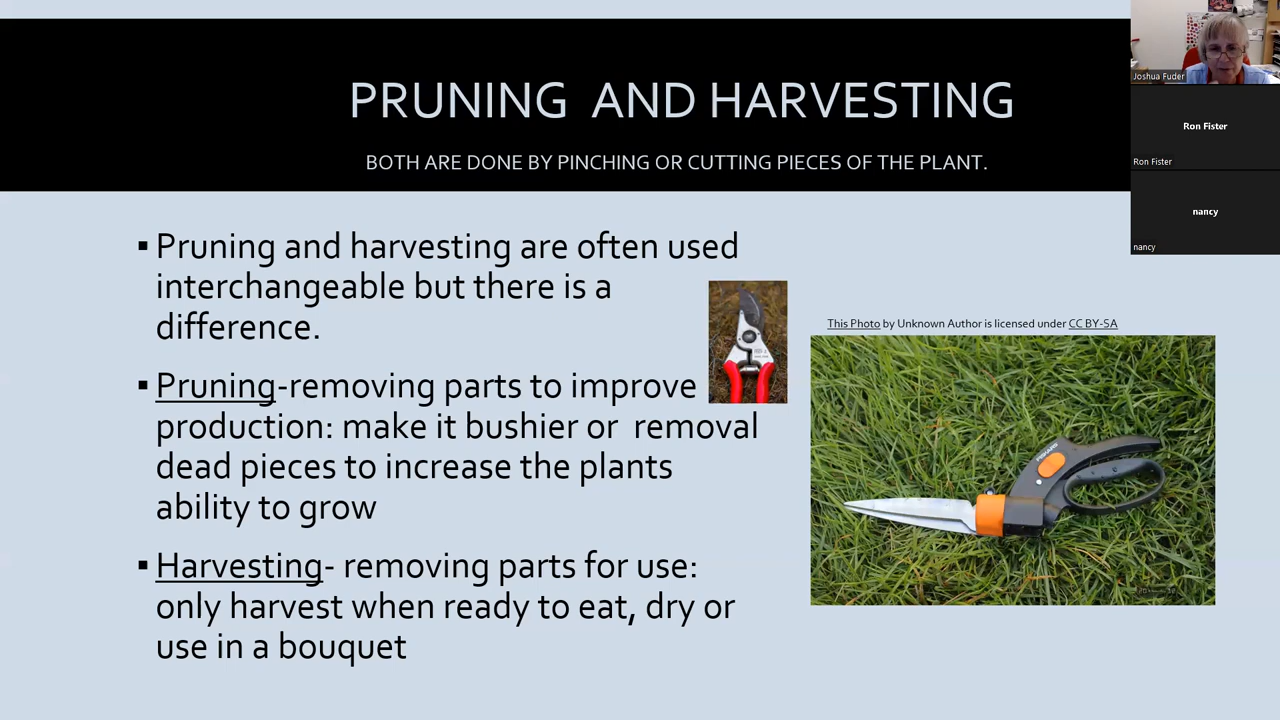 PRUNING AND HARVESTING
BOTH ARE DONE BY PINCHING OR CUTTING PIECES OF THE PLANT.
▪ Pruning and harvesting are often used
interchangeable but there is a
difference.
▪ Pruning-removing parts to improve
production: make it bushier or removal
dead pieces to increase the plants
ability to grow
▪ Harvesting- removing parts for use:
only harvest when ready to eat, dry or
use in a bouquet
This Photo by Unknown Author is licensed under CC BY-SA
FISKARS
Joshua Fuder
Ron Fister
Ron Fister
nancy
nancy